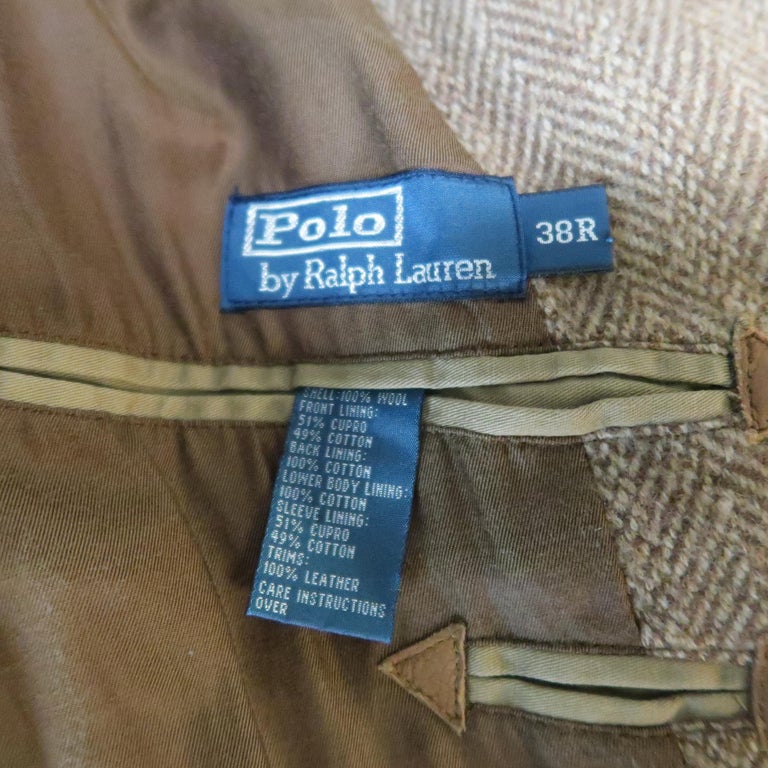 Polo
by Ralph Lauren
38R
SHELL: 100% WOOL
FRONT LINING:
51% CUPRO
49% COTTON
BACK LINING:
100% COTTON
LOWER BODY LINING:
100% COTTON
SLEEVE LINING:
51% CUPRO
49% COTTON
TRIMS:
100% LEATHER
CARE INSTRUCTIONS
OVER